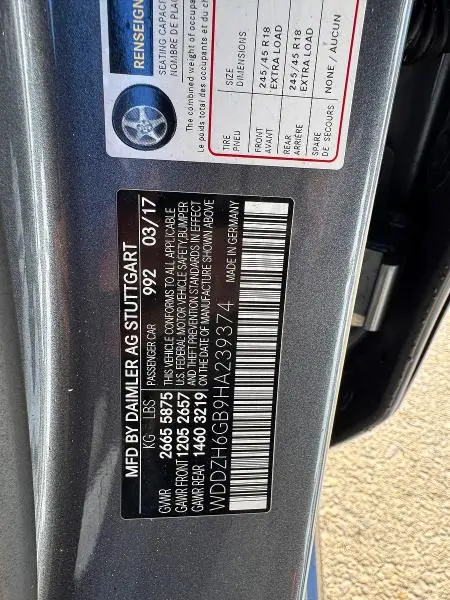 RENSEIGN
SEATING CAPAC
NOMBRE DE PLAC
The combined weight of occupa
Le poids total des occupants et du ch
TIRE SIZE
PNEU DIMENSIONS
FRONT 245/45 R18
AVANT EXTRA LOAD
REAR 245/45 R18
ARRIÈRE EXTRA LOAD
SPARE NONE / AUCUN
DE SECOURS
MFD BY DAIMLER AG STUTTGART
KG LBS PASSENGER CAR 992 03/17
GVWR 2665 5875 THIS VEHICLE CONFORMS TO ALL APPLICABLE
GAWR FRONT 1205 2657 U.S. FEDERAL MOTOR VEHICLE SAFETY,BUMPER
AND THEFT PREVENTION STANDARDS IN EFFECT
GAWR REAR 1460 3219 ON THE DATE OF MANUFACTURE SHOWN ABOVE
WDDZH6GB9HA239374 MADE IN GERMANY